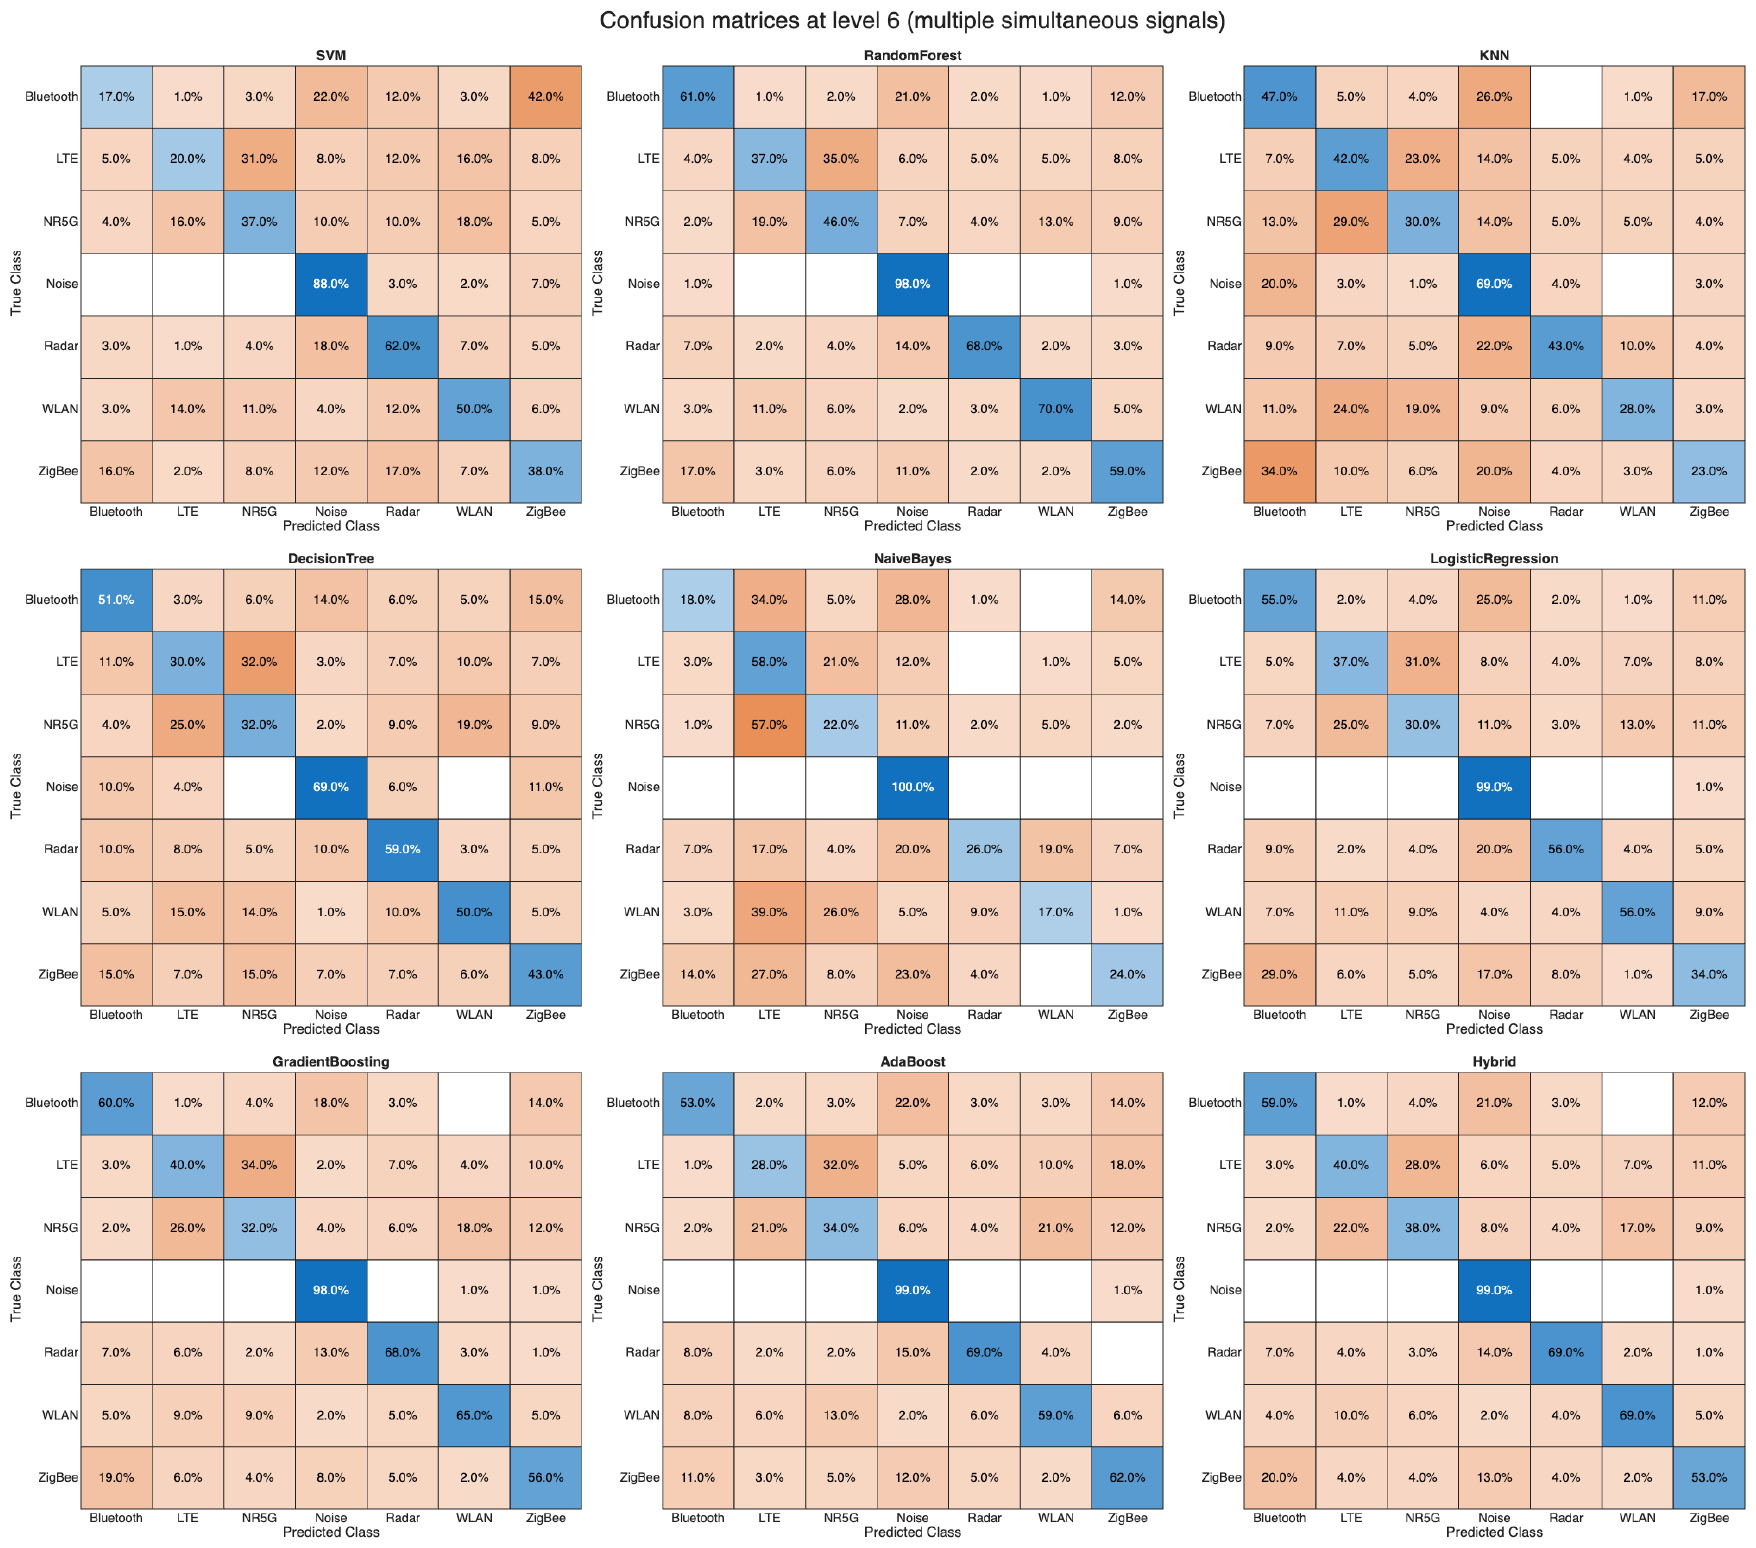 Confusion matrices at level 6 (multiple simultaneous signals)
SVM
True Class
Bluetooth 17.0% 1.0% 3.0% 22.0% 12.0% 3.0% 42.0%
LTE 5.0% 20.0% 31.0% 8.0% 12.0% 16.0% 8.0%
NR5G 4.0% 16.0% 37.0% 10.0% 10.0% 18.0% 5.0%
Noise 88.0% 3.0% 2.0% 7.0%
Radar 3.0% 1.0% 4.0% 18.0% 62.0% 7.0% 5.0%
WLAN 3.0% 14.0% 11.0% 4.0% 12.0% 50.0% 6.0%
ZigBee 16.0% 2.0% 8.0% 12.0% 17.0% 7.0% 38.0%
Bluetooth LTE NR5G Noise Radar WLAN ZigBee
Predicted Class
RandomForest
True Class
Bluetooth 61.0% 1.0% 2.0% 21.0% 2.0% 1.0% 12.0%
LTE 4.0% 37.0% 35.0% 6.0% 5.0% 5.0% 8.0%
NR5G 2.0% 19.0% 46.0% 7.0% 4.0% 13.0% 9.0%
Noise 1.0% 98.0% 1.0%
Radar 7.0% 2.0% 4.0% 14.0% 68.0% 2.0% 3.0%
WLAN 3.0% 11.0% 6.0% 2.0% 3.0% 70.0% 5.0%
ZigBee 17.0% 3.0% 6.0% 11.0% 2.0% 2.0% 59.0%
Bluetooth LTE NR5G Noise Radar WLAN ZigBee
Predicted Class
KNN
True Class
Bluetooth 47.0% 5.0% 4.0% 26.0% 1.0% 17.0%
LTE 7.0% 42.0% 23.0% 14.0% 5.0% 4.0% 5.0%
NR5G 13.0% 29.0% 30.0% 14.0% 5.0% 5.0% 4.0%
Noise 20.0% 3.0% 1.0% 69.0% 4.0% 3.0%
Radar 9.0% 7.0% 5.0% 22.0% 43.0% 10.0% 4.0%
WLAN 11.0% 24.0% 19.0% 9.0% 6.0% 28.0% 3.0%
ZigBee 34.0% 10.0% 6.0% 20.0% 4.0% 3.0% 23.0%
Bluetooth LTE NR5G Noise Radar WLAN ZigBee
Predicted Class
DecisionTree
True Class
Bluetooth 51.0% 3.0% 6.0% 14.0% 6.0% 5.0% 15.0%
LTE 11.0% 30.0% 32.0% 3.0% 7.0% 10.0% 7.0%
NR5G 4.0% 25.0% 32.0% 2.0% 9.0% 19.0% 9.0%
Noise 10.0% 4.0% 69.0% 6.0% 11.0%
Radar 10.0% 8.0% 5.0% 10.0% 59.0% 3.0% 5.0%
WLAN 5.0% 15.0% 14.0% 1.0% 10.0% 50.0% 5.0%
ZigBee 15.0% 7.0% 15.0% 7.0% 7.0% 6.0% 43.0%
Bluetooth LTE NR5G Noise Radar WLAN ZigBee
Predicted Class
NaiveBayes
True Class
Bluetooth 18.0% 34.0% 5.0% 28.0% 1.0% 14.0%
LTE 3.0% 58.0% 21.0% 12.0% 1.0% 5.0%
NR5G 1.0% 57.0% 22.0% 11.0% 2.0% 5.0% 2.0%
Noise 100.0%
Radar 7.0% 17.0% 4.0% 20.0% 26.0% 19.0% 7.0%
WLAN 3.0% 39.0% 26.0% 5.0% 9.0% 17.0% 1.0%
ZigBee 14.0% 27.0% 8.0% 23.0% 4.0% 24.0%
Bluetooth LTE NR5G Noise Radar WLAN ZigBee
Predicted Class
LogisticRegression
True Class
Bluetooth 55.0% 2.0% 4.0% 25.0% 2.0% 1.0% 11.0%
LTE 5.0% 37.0% 31.0% 8.0% 4.0% 7.0% 8.0%
NR5G 7.0% 25.0% 30.0% 11.0% 3.0% 13.0% 11.0%
Noise 99.0% 1.0%
Radar 9.0% 2.0% 4.0% 20.0% 56.0% 4.0% 5.0%
WLAN 7.0% 11.0% 9.0% 4.0% 4.0% 56.0% 9.0%
ZigBee 29.0% 6.0% 5.0% 17.0% 8.0% 1.0% 34.0%
Bluetooth LTE NR5G Noise Radar WLAN ZigBee
Predicted Class
GradientBoosting
True Class
Bluetooth 60.0% 1.0% 4.0% 18.0% 3.0% 14.0%
LTE 3.0% 40.0% 34.0% 2.0% 7.0% 4.0% 10.0%
NR5G 2.0% 26.0% 32.0% 4.0% 6.0% 18.0% 12.0%
Noise 98.0% 1.0% 1.0%
Radar 7.0% 6.0% 2.0% 13.0% 68.0% 3.0% 1.0%
WLAN 5.0% 9.0% 9.0% 2.0% 5.0% 65.0% 5.0%
ZigBee 19.0% 6.0% 4.0% 8.0% 5.0% 2.0% 56.0%
Bluetooth LTE NR5G Noise Radar WLAN ZigBee
Predicted Class
AdaBoost
True Class
Bluetooth 53.0% 2.0% 3.0% 22.0% 3.0% 3.0% 14.0%
LTE 1.0% 28.0% 32.0% 5.0% 6.0% 10.0% 18.0%
NR5G 2.0% 21.0% 34.0% 6.0% 4.0% 21.0% 12.0%
Noise 99.0% 1.0%
Radar 8.0% 2.0% 2.0% 15.0% 69.0% 4.0%
WLAN 8.0% 6.0% 13.0% 2.0% 6.0% 59.0% 6.0%
ZigBee 11.0% 3.0% 5.0% 12.0% 5.0% 2.0% 62.0%
Bluetooth LTE NR5G Noise Radar WLAN ZigBee
Predicted Class
Hybrid
True Class
Bluetooth 59.0% 1.0% 4.0% 21.0% 3.0% 12.0%
LTE 3.0% 40.0% 28.0% 6.0% 5.0% 7.0% 11.0%
NR5G 2.0% 22.0% 38.0% 8.0% 4.0% 17.0% 9.0%
Noise 99.0% 1.0%
Radar 7.0% 4.0% 3.0% 14.0% 69.0% 2.0% 1.0%
WLAN 4.0% 10.0% 6.0% 2.0% 4.0% 69.0% 5.0%
ZigBee 20.0% 4.0% 4.0% 13.0% 4.0% 2.0% 53.0%
Bluetooth LTE NR5G Noise Radar WLAN ZigBee
Predicted Class